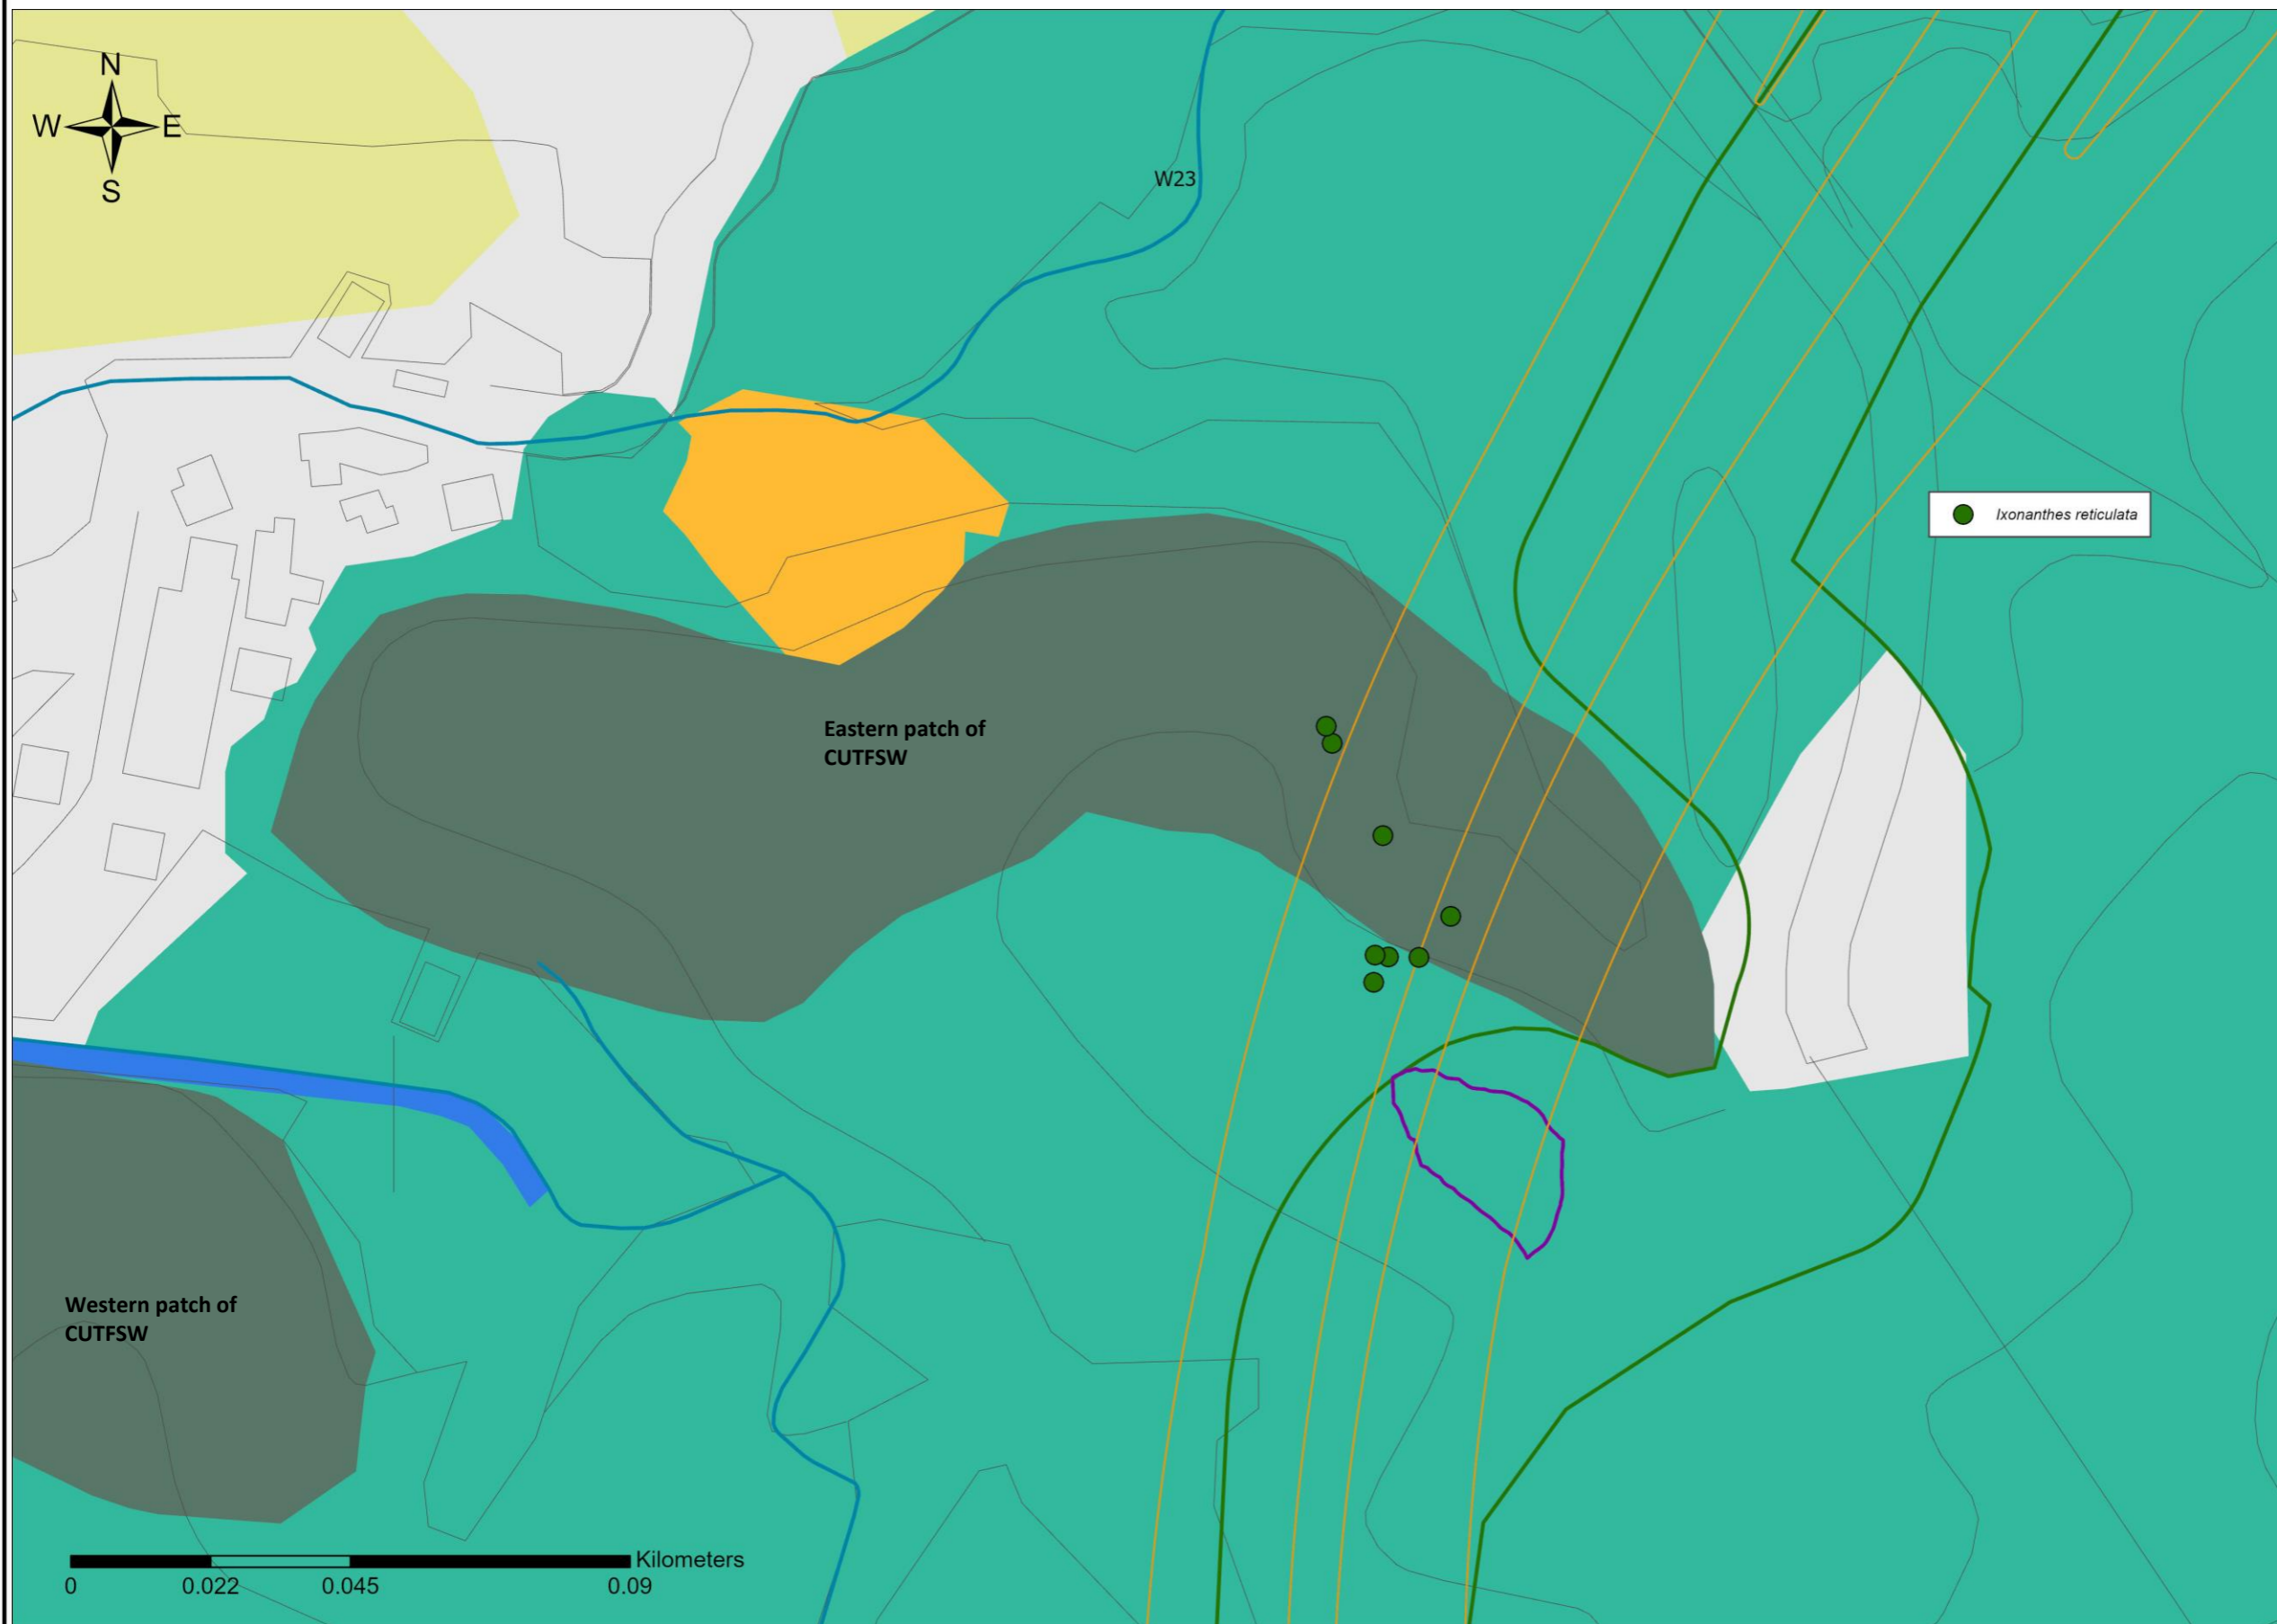 N
W E
S
W23
Ixonanthes reticulata
Eastern patch of
CUTFSW
Western patch of
CUTFSW
Kilometers
0 0.022 0.045 0.09